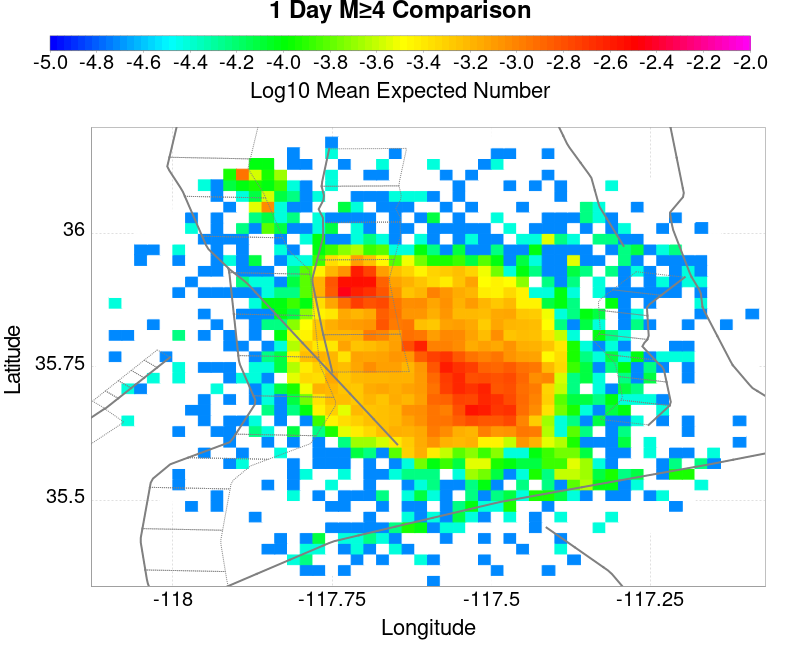 1 Day M≥4 Comparison
-5.0 -4.8 -4.6 -4.4 -4.2 -4.0 -3.8 -3.6 -3.4 -3.2 -3.0 -2.8 -2.6 -2.4 -2.2 -2.0
Log10 Mean Expected Number
36
35.75
35.5
Latitude
-118 -117.75 -117.5 -117.25
Longitude